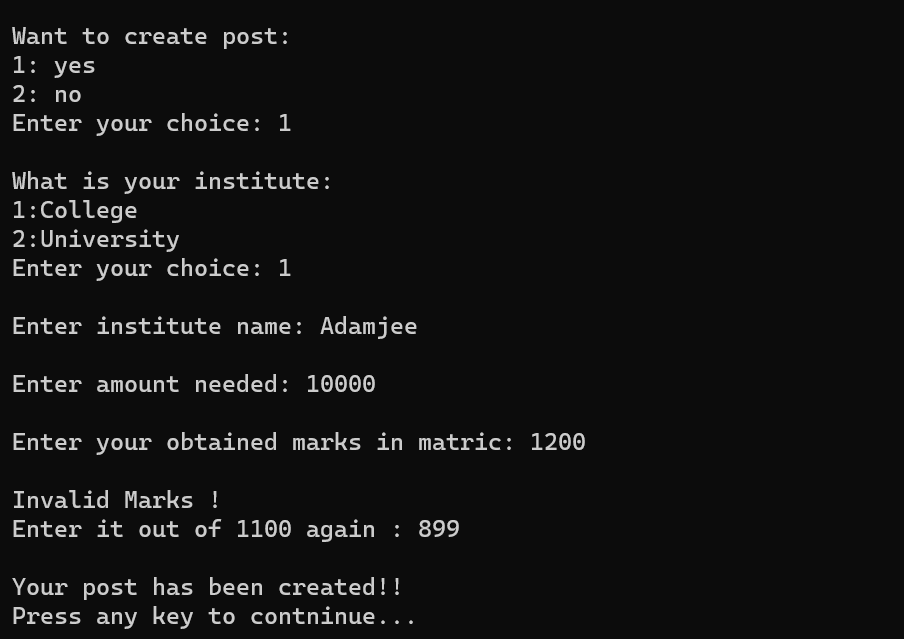 Want to create post:
1: yes
2: no
Enter your choice: 1
What is your institute:
1:College
2:University
Enter your choice: 1
Enter institute name: Adamjee
Enter amount needed: 10000
Enter your obtained marks in matric: 1200
Invalid Marks !
Enter it out of 1100 again : 899
Your post has been created!!
Press any key to contninue...